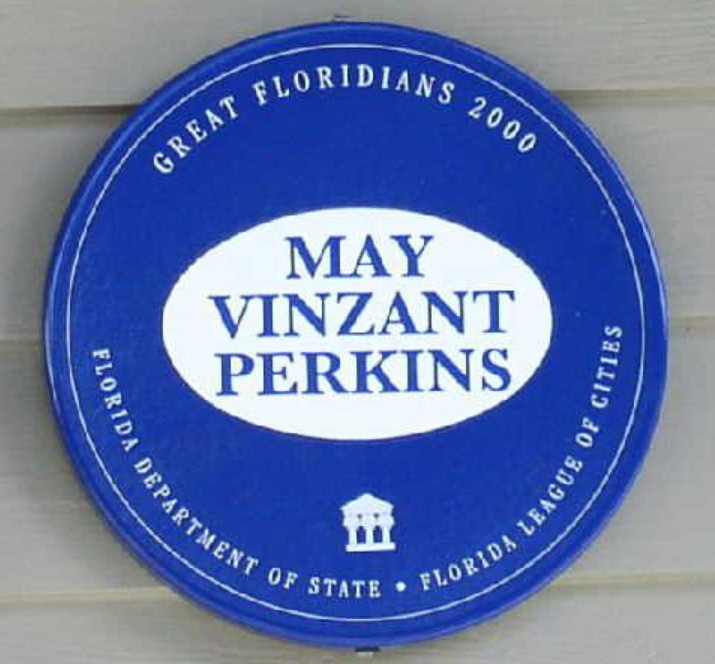 GREAT FLORIDIANS 2000
MAY
VINZANT
PERKINS
FLORIDA DEPARTMENT OF STATE • FLORIDA LEAGUE OF CITIES